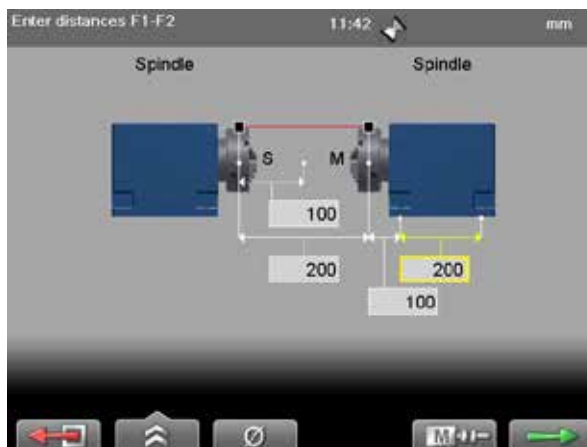 Enter distances F1-F2 11:42 mm
Spindle Spindle
S M
100
200 200
100
Ø M